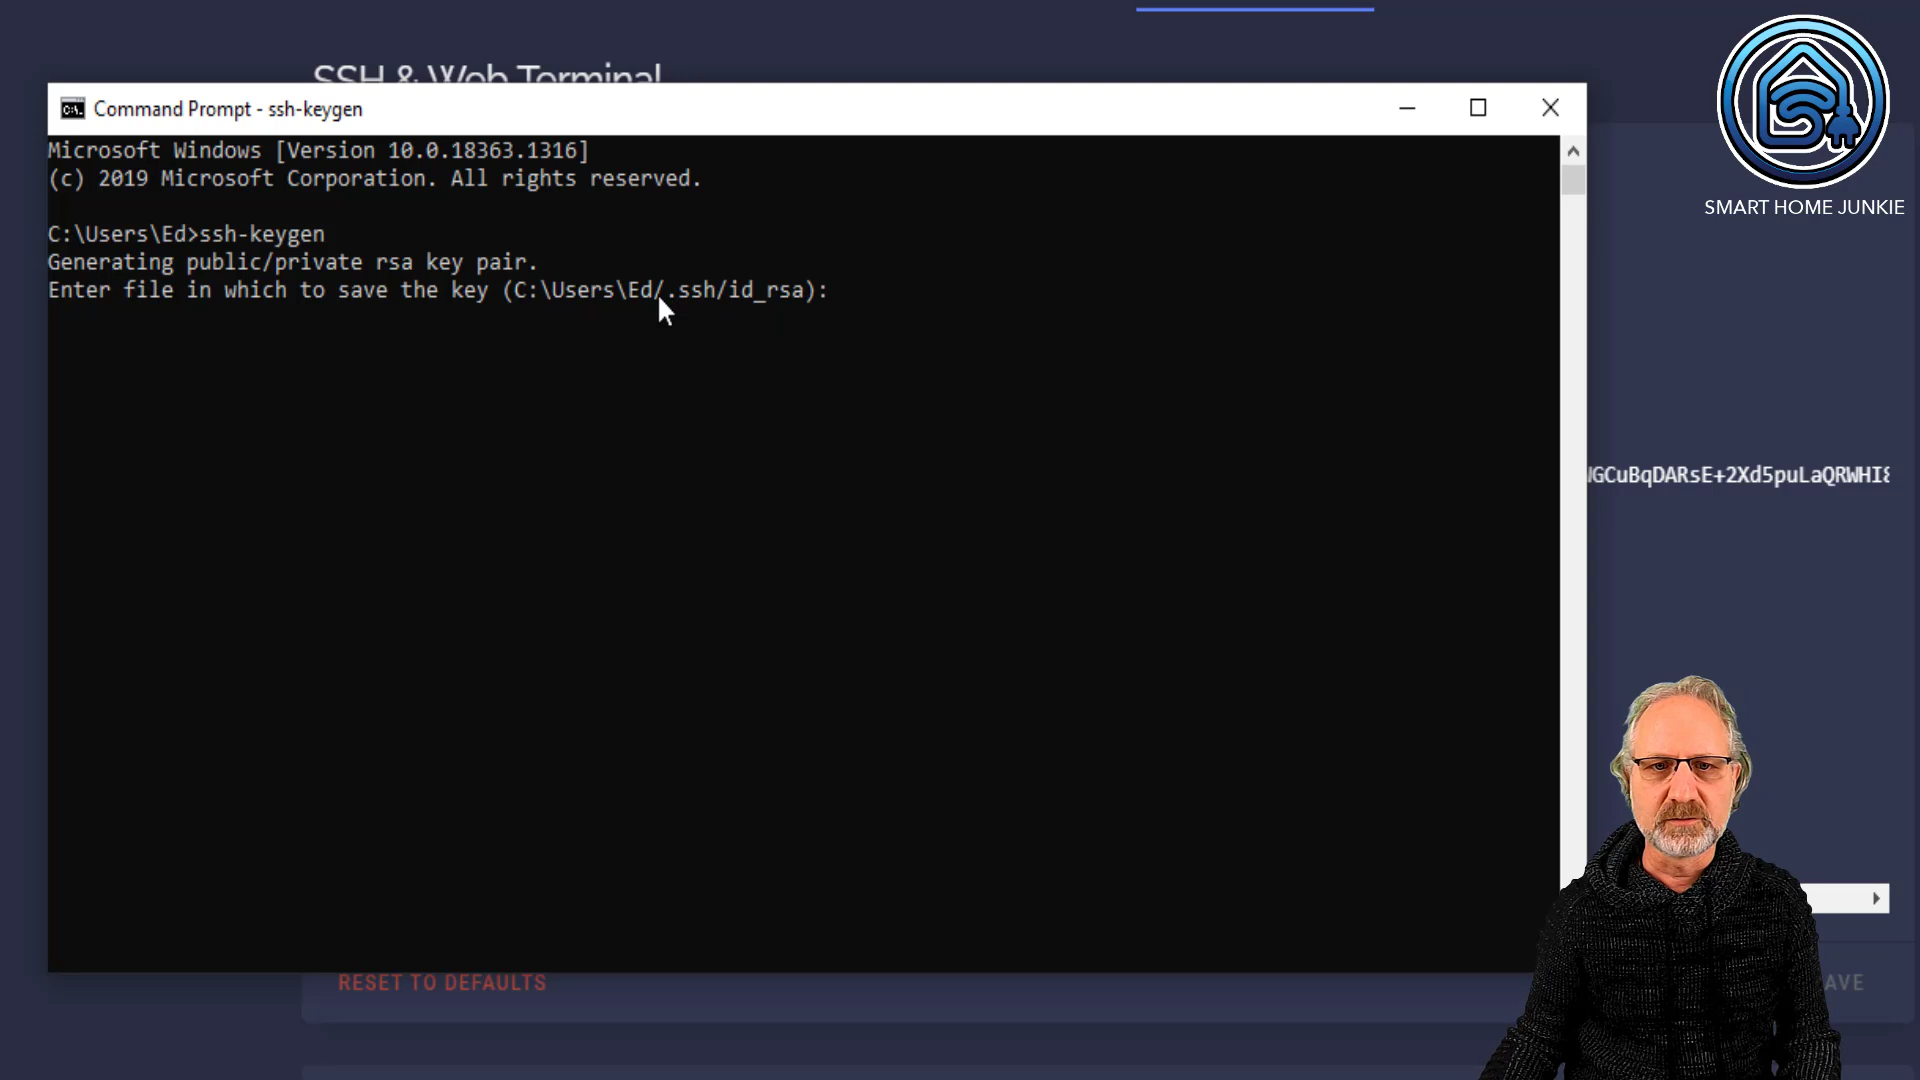 SSH & Web Terminal
Command Prompt - ssh-keygen
Microsoft Windows [Version 10.0.18363.1316]
(c) 2019 Microsoft Corporation. All rights reserved.
C:\Users\Ed>ssh-keygen
Generating public/private rsa key pair.
Enter file in which to save the key (C:\Users\Ed/.ssh/id_rsa):
GCuBqDARsE+2Xd5puLaQRWHI
RESET TO DEFAULTS
AVE
SMART HOME JUNKIE